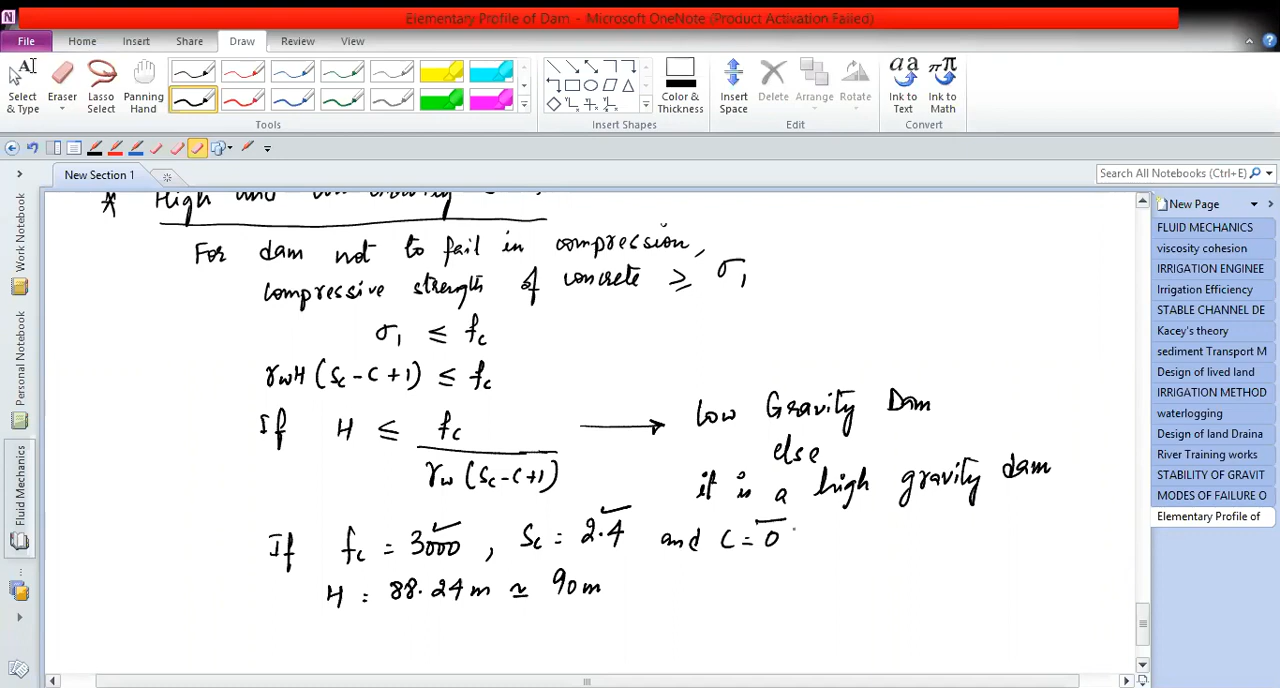 Elementary Profile of Dam - Microsoft OneNote (Product Activation Failed)
File Home Insert Share Draw Review View
Select & Type
Eraser
Lasso Select
Panning Hand
Color & Thickness
Insert Space
Delete
Arrange
Rotate
Ink to Text
Ink to Math
Tools
Insert Shapes
Edit
Convert
New Section 1
Search All Notebooks (Ctrl+E)
Work Notebook
Personal Notebook
Fluid Mechanics
High and
For dam not to fail in compression,
compressive strength of concrete ≥ σ₁
σ₁ ≤ fc
γwH (Sc - C + 1) ≤ fc
If H ≤ fc / γw (Sc - C + 1) → Low Gravity Dam
else
it is a high gravity dam
If fc = 3000 , Sc = 2.4 and C = 0
H = 88.24m ≃ 90m
New Page
FLUID MECHANICS
viscosity cohesion
IRRIGATION ENGINEE
Irrigation Efficiency
STABLE CHANNEL DE
Kacey's theory
sediment Transport M
Design of lived land
IRRIGATION METHOD
waterlogging
Design of land Draina
River Training works
STABILITY OF GRAVIT
MODES OF FAILURE O
Elementary Profile of